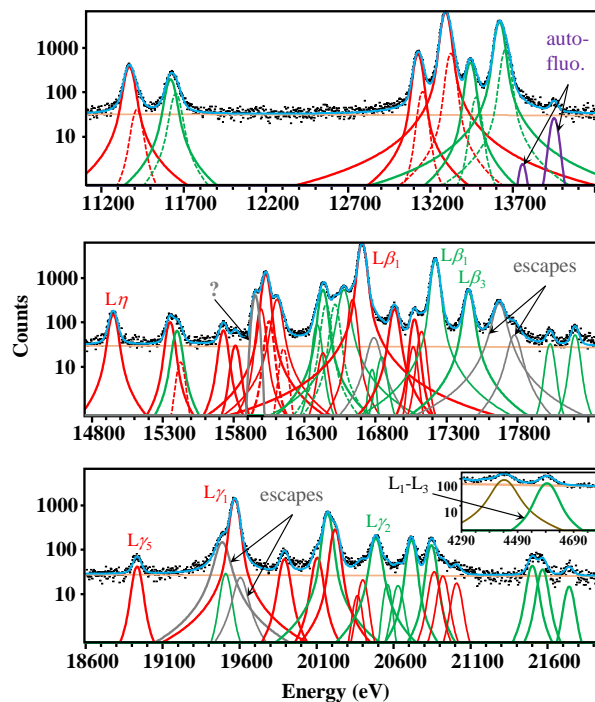 auto-
fluo.
1000
100
10
11200 11700 12200 12700 13200 13700
Lβ₁
Lβ₁
escapes
Lβ₃
Lη
?
1000
100
10
14800 15300 15800 16300 16800 17300 17800
Counts
L₁-L₃
100
10
4290 4490 4690
Lγ₁
escapes
Lγ₅
Lγ₂
1000
100
10
18600 19100 19600 20100 20600 21100 21600
Energy (eV)